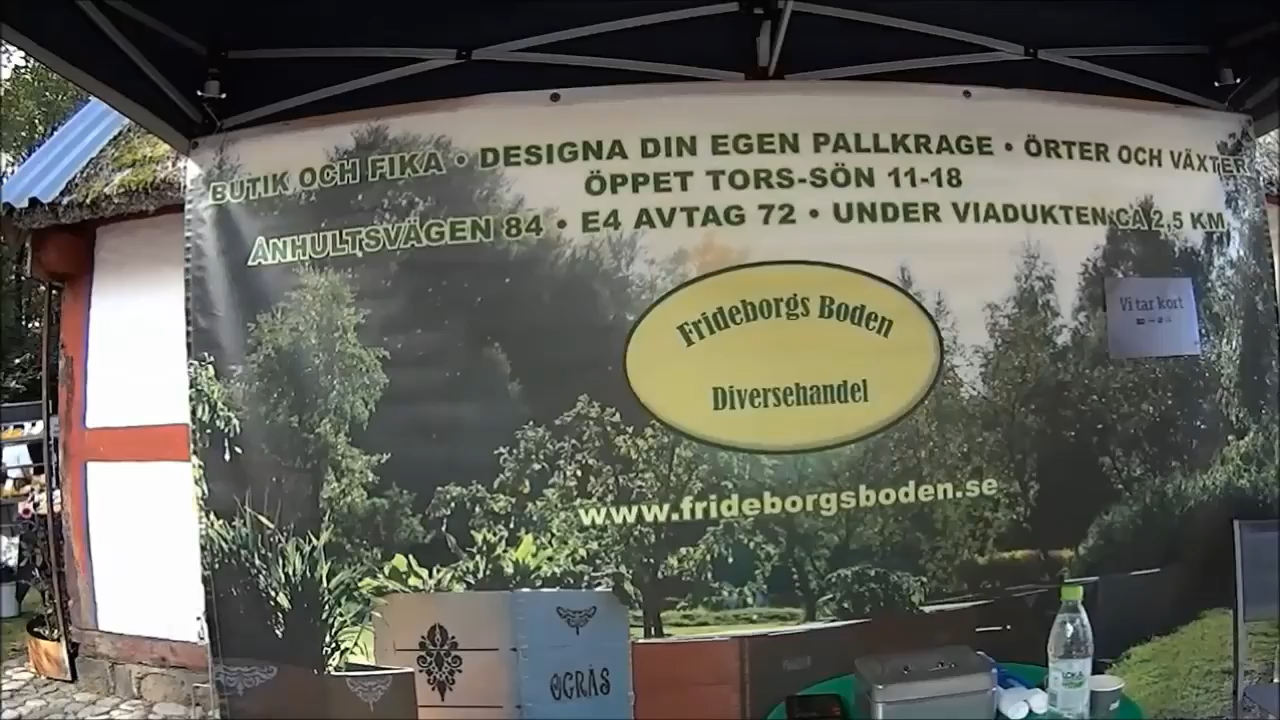 BUTIK OCH FIKA • DESIGNA DIN EGEN PALLKRAGE • ÖRTER OCH VÄXTER
ÖPPET TORS-SÖN 11-18
ANHULTSVÄGEN 84 • E4 AVTAG 72 • UNDER VIADUKTEN CA 2,5 KM
Frideborgs Boden
Diversehandel
Vi tar kort
www.frideborgsboden.se
OGRÄS